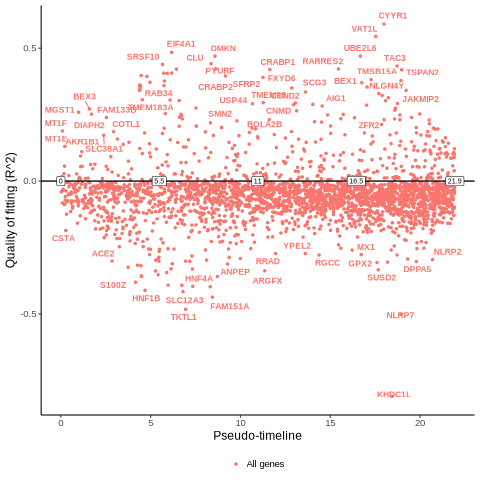 CYYR1
VAT1L
EIF4A1
DMKN
UBE2L6
0.5
SRSF10
CLU
CRABP1
RARRES2
TAC3
PTURF
TMSB15A
TSPAN2
FXYD6
BEX1
SCG3
CRABP2
SFRP2
NLGN4Y
RAB34
BEX3
USP44
AIG1
JAKMIP2
TMEM183A
MGST1
FAM133D
CNMD
SMN2
MT1F
DIAPH2
COTL1
BOLA2B
ZFR2
MT1E
AKR1B1
SLC38A1
0.0
0
5.5
11
16.5
21.9
Quality of fitting (R^2)
CSTA
ACE2
YPEL2
MX1
NLRP2
RRAD
RGCC
GPX2
DPPA5
ANPEP
HNF4A
SUSD2
S100Z
ARGFX
HNF1B
SLC12A3
FAM151A
TKTL1
-0.5
NLRP7
KHDC1L
0
5
10
15
20
Pseudo-timeline
All genes